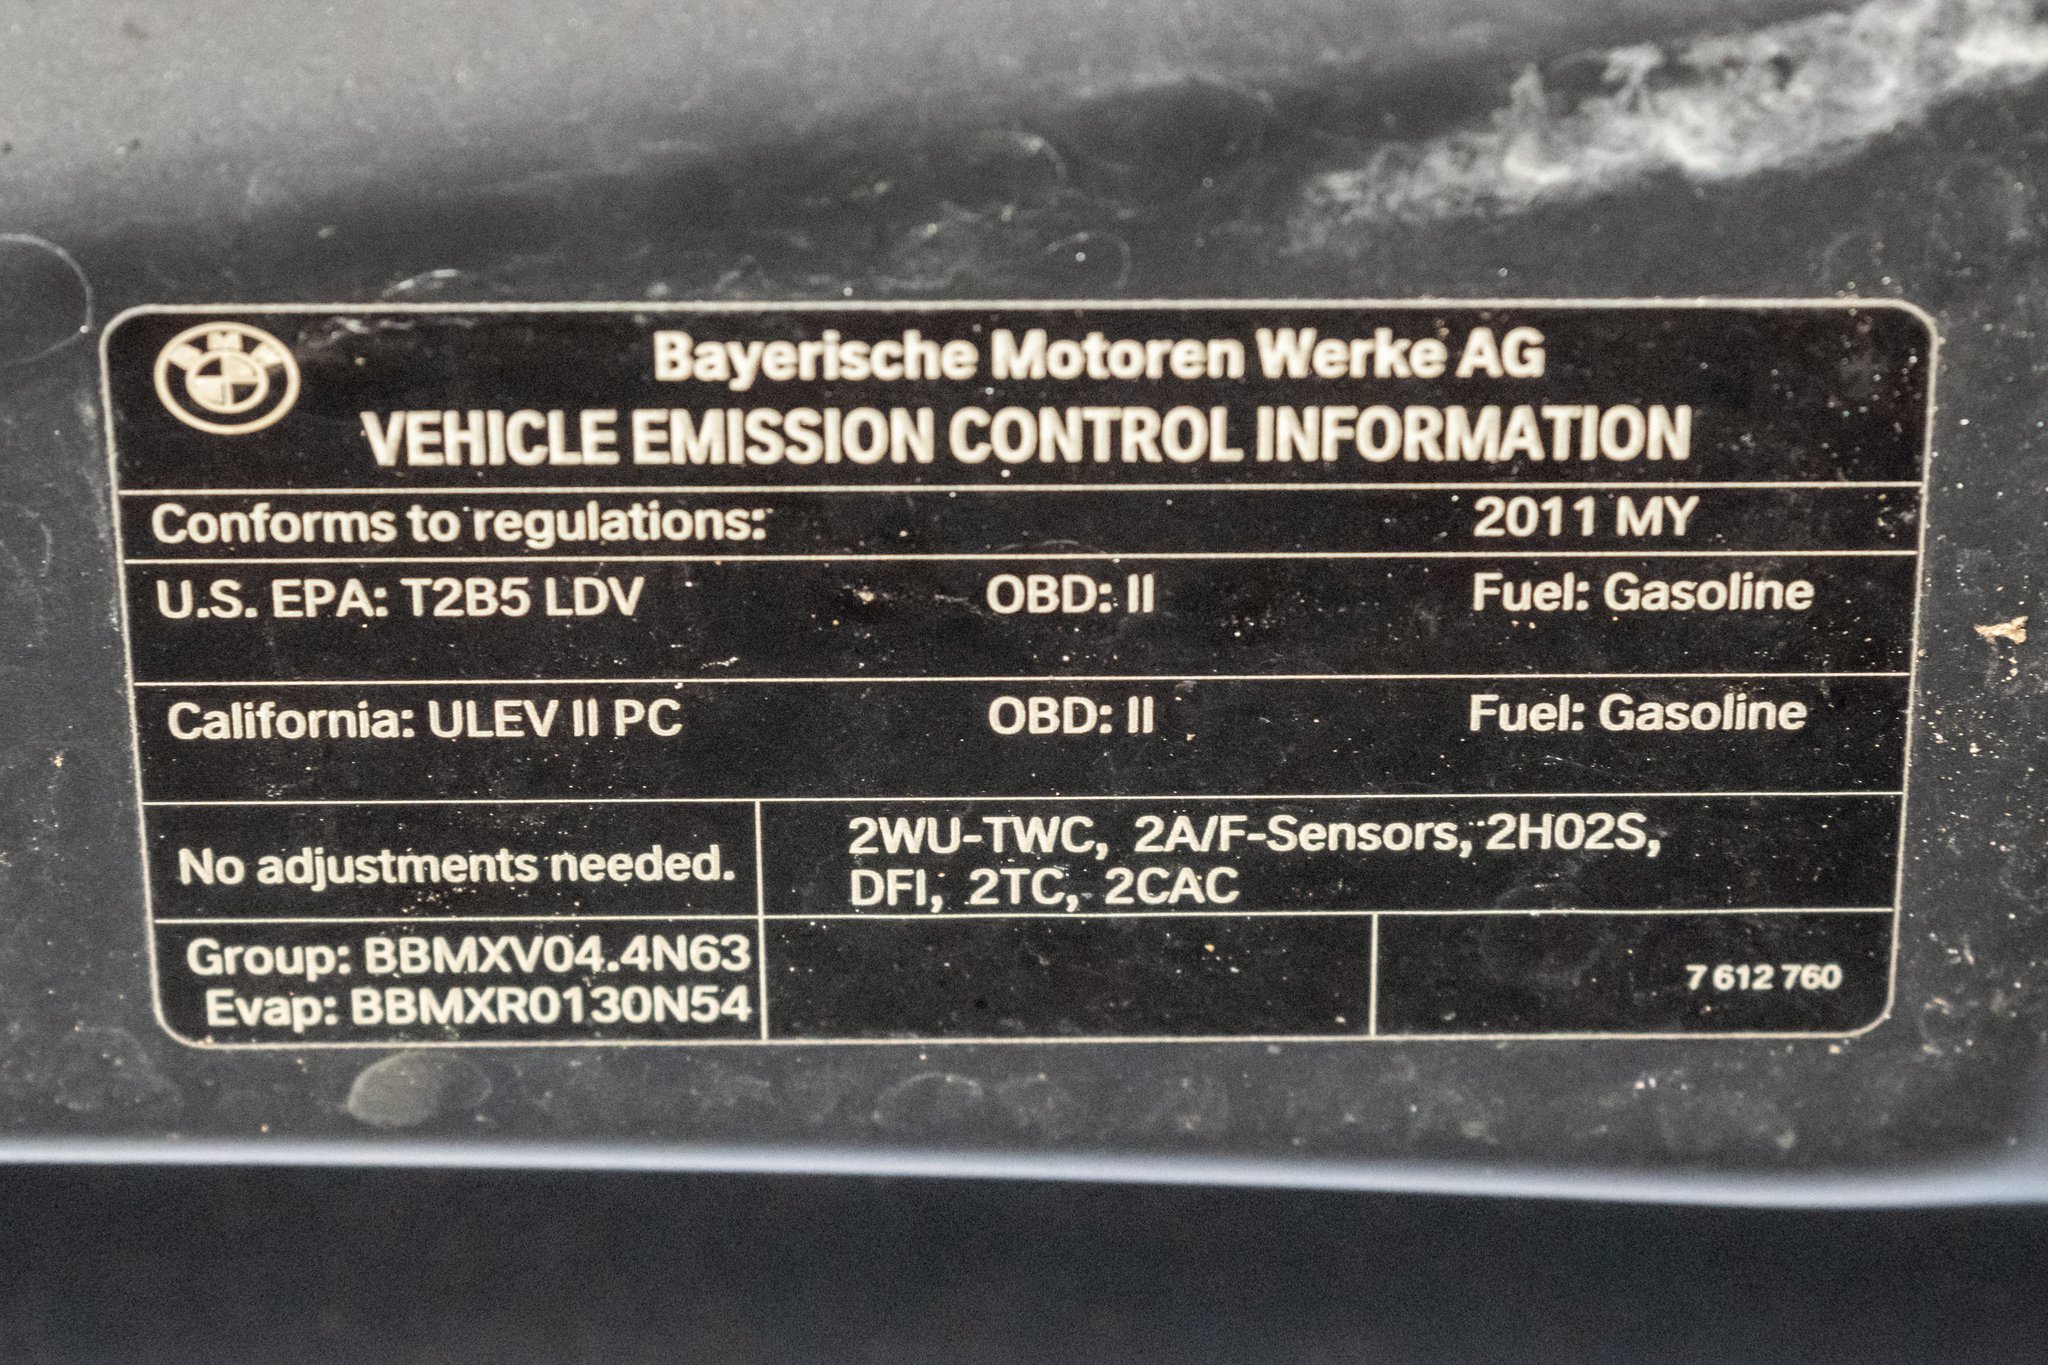 BMW
Bayerische Motoren Werke AG
VEHICLE EMISSION CONTROL INFORMATION
Conforms to regulations: 2011 MY
U.S. EPA: T2B5 LDV OBD: II Fuel: Gasoline
California: ULEV II PC OBD: II Fuel: Gasoline
No adjustments needed.
2WU-TWC, 2A/F-Sensors, 2H02S,
DFI, 2TC, 2CAC
Group: BBMXV04.4N63
Evap: BBMXR0130N54
7 612 760